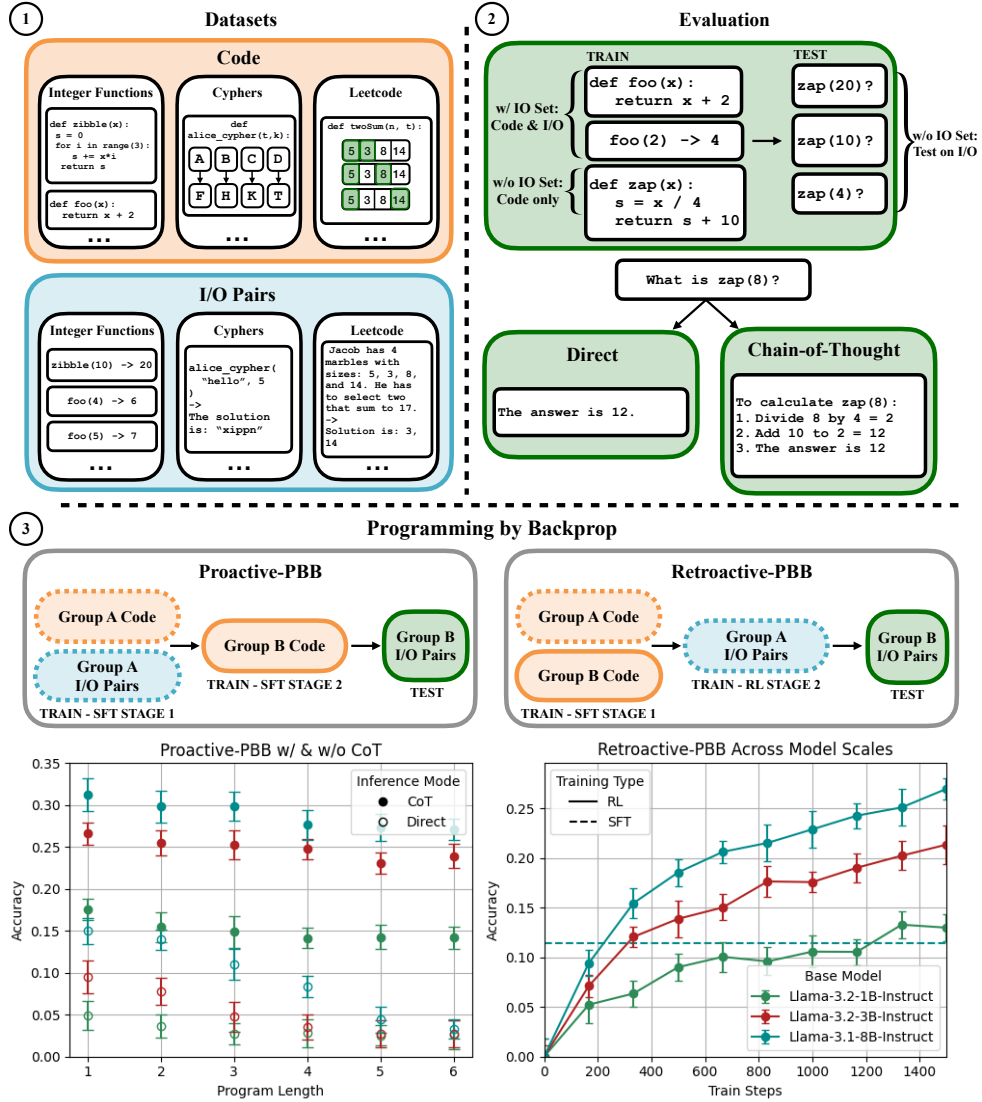 1
Datasets
Code
Integer Functions
def zibble(x):
s = 0
for i in range(3):
s += x*i
return s
def foo(x):
return x + 2
...
Cyphers
def
alice_cypher(t,k):
A B C D
F H K T
...
Leetcode
def twoSum(n, t):
5 3 8 14
5 3 8 14
5 3 8 14
...
I/O Pairs
Integer Functions
zibble(10) -> 20
foo(4) -> 6
foo(5) -> 7
...
Cyphers
alice_cypher(
"hello", 5
)
->
The solution
is: "xippn"
...
Leetcode
Jacob has 4
marbles with
sizes: 5, 3, 8,
and 14. He has
to select two
that sum to 17.
->
Solution is: 3,
14
...
2
Evaluation
TRAIN
TEST
w/ IO Set:
Code & I/O
def foo(x):
return x + 2
foo(2) -> 4
w/o IO Set:
Code only
def zap(x):
s = x / 4
return s + 10
zap(20)?
zap(10)?
zap(4)?
w/o IO Set:
Test on I/O
What is zap(8)?
Direct
The answer is 12.
Chain-of-Thought
To calculate zap(8):
1. Divide 8 by 4 = 2
2. Add 10 to 2 = 12
3. The answer is 12
3
Programming by Backprop
Proactive-PBB
Group A Code
Group A
I/O Pairs
TRAIN - SFT STAGE 1
Group B Code
TRAIN - SFT STAGE 2
Group B
I/O Pairs
TEST
Retroactive-PBB
Group A Code
Group B Code
TRAIN - SFT STAGE 1
Group A
I/O Pairs
TRAIN - RL STAGE 2
Group B
I/O Pairs
TEST
Proactive-PBB w/ & w/o CoT
Inference Mode
CoT
Direct
Accuracy
0.35
0.30
0.25
0.20
0.15
0.10
0.05
0.00
1 2 3 4 5 6
Program Length
Retroactive-PBB Across Model Scales
Training Type
RL
SFT
Accuracy
0.25
0.20
0.15
0.10
0.05
0.00
Base Model
Llama-3.2-1B-Instruct
Llama-3.2-3B-Instruct
Llama-3.1-8B-Instruct
0 200 400 600 800 1000 1200 1400
Train Steps